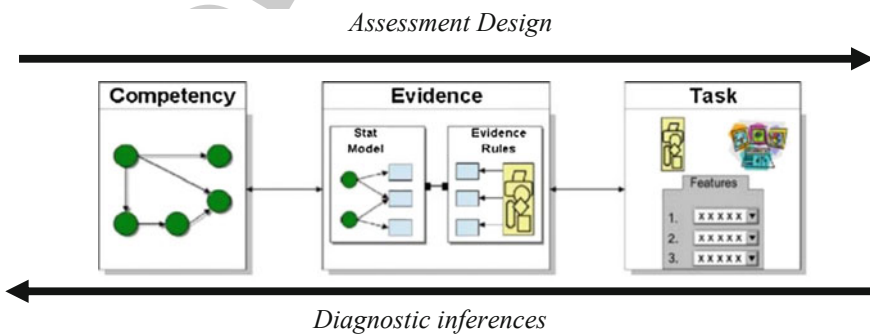 Assessment Design
Competency
Evidence
Task
Stat
Model
Evidence
Rules
Features
1. X X X X X
2. X X X X X
3. X X X X X
Diagnostic inferences